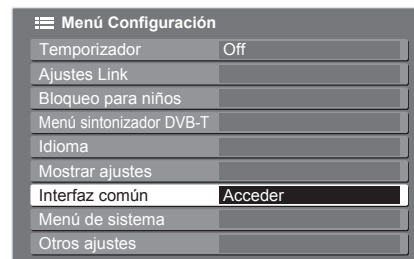 Menú Configuración
Temporizador Off
Ajustes Link
Bloqueo para niños
Menú sintonizador DVB-T
Idioma
Mostrar ajustes
Interfaz común Acceder
Menú de sistema
Otros ajustes